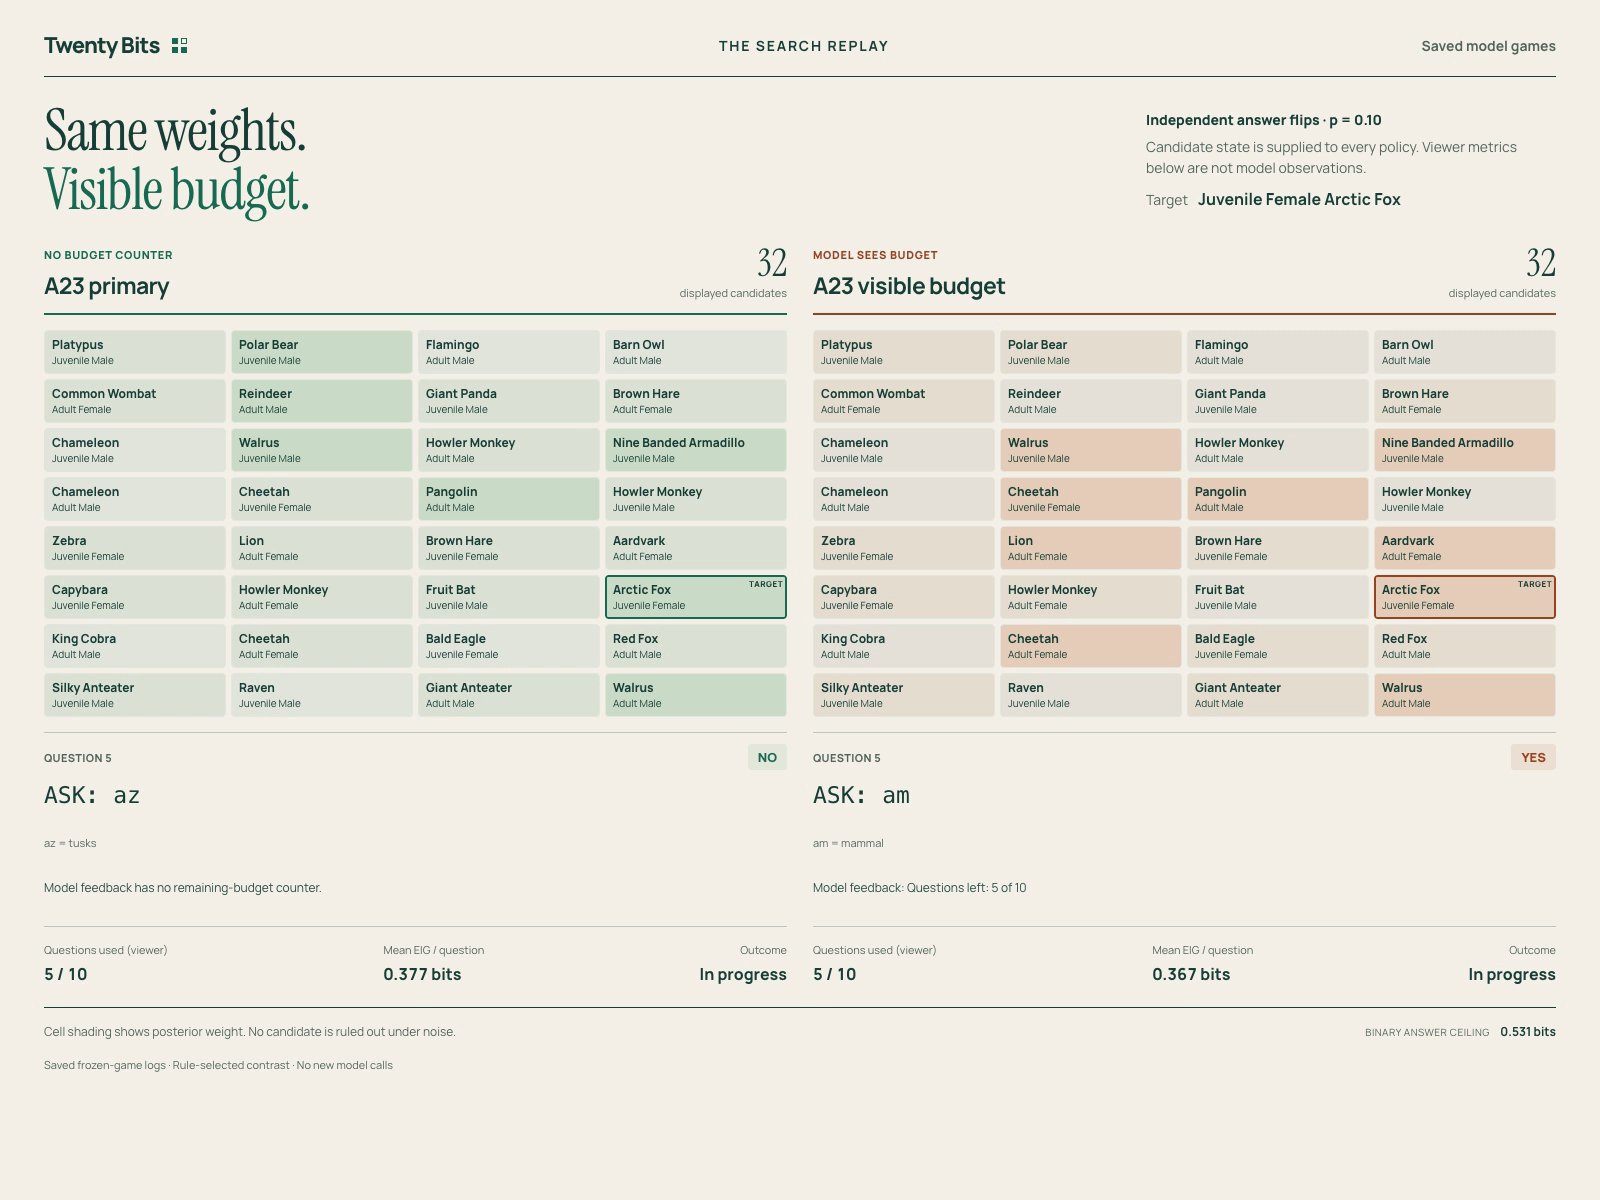 Twenty Bits
THE SEARCH REPLAY
Saved model games
Same weights.
Visible budget.
Independent answer flips · p = 0.10
Candidate state is supplied to every policy. Viewer metrics
below are not model observations.
Target Juvenile Female Arctic Fox
NO BUDGET COUNTER
A23 primary
32
displayed candidates
Platypus
Juvenile Male
Polar Bear
Juvenile Male
Flamingo
Adult Male
Barn Owl
Adult Male
Common Wombat
Adult Female
Reindeer
Adult Male
Giant Panda
Juvenile Male
Brown Hare
Adult Female
Chameleon
Juvenile Male
Walrus
Juvenile Male
Howler Monkey
Adult Male
Nine Banded Armadillo
Juvenile Male
Chameleon
Adult Male
Cheetah
Juvenile Female
Pangolin
Adult Male
Howler Monkey
Juvenile Male
Zebra
Juvenile Female
Lion
Adult Female
Brown Hare
Juvenile Female
Aardvark
Adult Female
Capybara
Juvenile Female
Howler Monkey
Adult Female
Fruit Bat
Juvenile Male
Arctic Fox
TARGET
Juvenile Female
King Cobra
Adult Male
Cheetah
Adult Female
Bald Eagle
Juvenile Female
Red Fox
Adult Male
Silky Anteater
Juvenile Male
Raven
Juvenile Male
Giant Anteater
Juvenile Male
Walrus
Adult Male
QUESTION 5
NO
ASK: az
az = tusks
Model feedback has no remaining-budget counter.
Questions used (viewer)
5 / 10
Mean EIG / question
0.377 bits
Outcome
In progress
MODEL SEES BUDGET
A23 visible budget
32
displayed candidates
Platypus
Juvenile Male
Polar Bear
Juvenile Male
Flamingo
Adult Male
Barn Owl
Adult Male
Common Wombat
Adult Female
Reindeer
Adult Male
Giant Panda
Juvenile Male
Brown Hare
Adult Female
Chameleon
Juvenile Male
Walrus
Juvenile Male
Howler Monkey
Adult Male
Nine Banded Armadillo
Juvenile Male
Chameleon
Adult Male
Cheetah
Juvenile Female
Pangolin
Adult Male
Howler Monkey
Juvenile Male
Zebra
Juvenile Female
Lion
Adult Female
Brown Hare
Juvenile Female
Aardvark
Adult Female
Capybara
Juvenile Female
Howler Monkey
Adult Female
Fruit Bat
Juvenile Male
Arctic Fox
TARGET
Juvenile Female
King Cobra
Adult Male
Cheetah
Adult Female
Bald Eagle
Juvenile Female
Red Fox
Adult Male
Silky Anteater
Juvenile Male
Raven
Juvenile Male
Giant Anteater
Juvenile Male
Walrus
Adult Male
QUESTION 5
YES
ASK: am
am = mammal
Model feedback: Questions left: 5 of 10
Questions used (viewer)
5 / 10
Mean EIG / question
0.367 bits
Outcome
In progress
Cell shading shows posterior weight. No candidate is ruled out under noise.
BINARY ANSWER CEILING 0.531 bits
Saved frozen-game logs · Rule-selected contrast · No new model calls